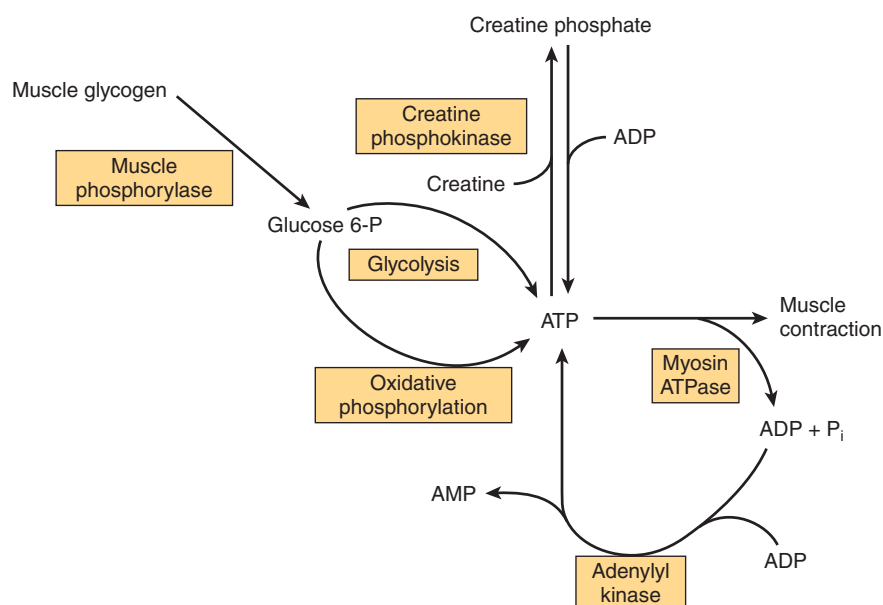 Creatine phosphate
Muscle glycogen
Creatine
phosphokinase
ADP
Muscle
phosphorylase
Creatine
Glucose 6-P
Glycolysis
ATP
Muscle
contraction
Oxidative
phosphorylation
Myosin
ATPase
ADP + Pi
AMP
ADP
Adenylyl
kinase